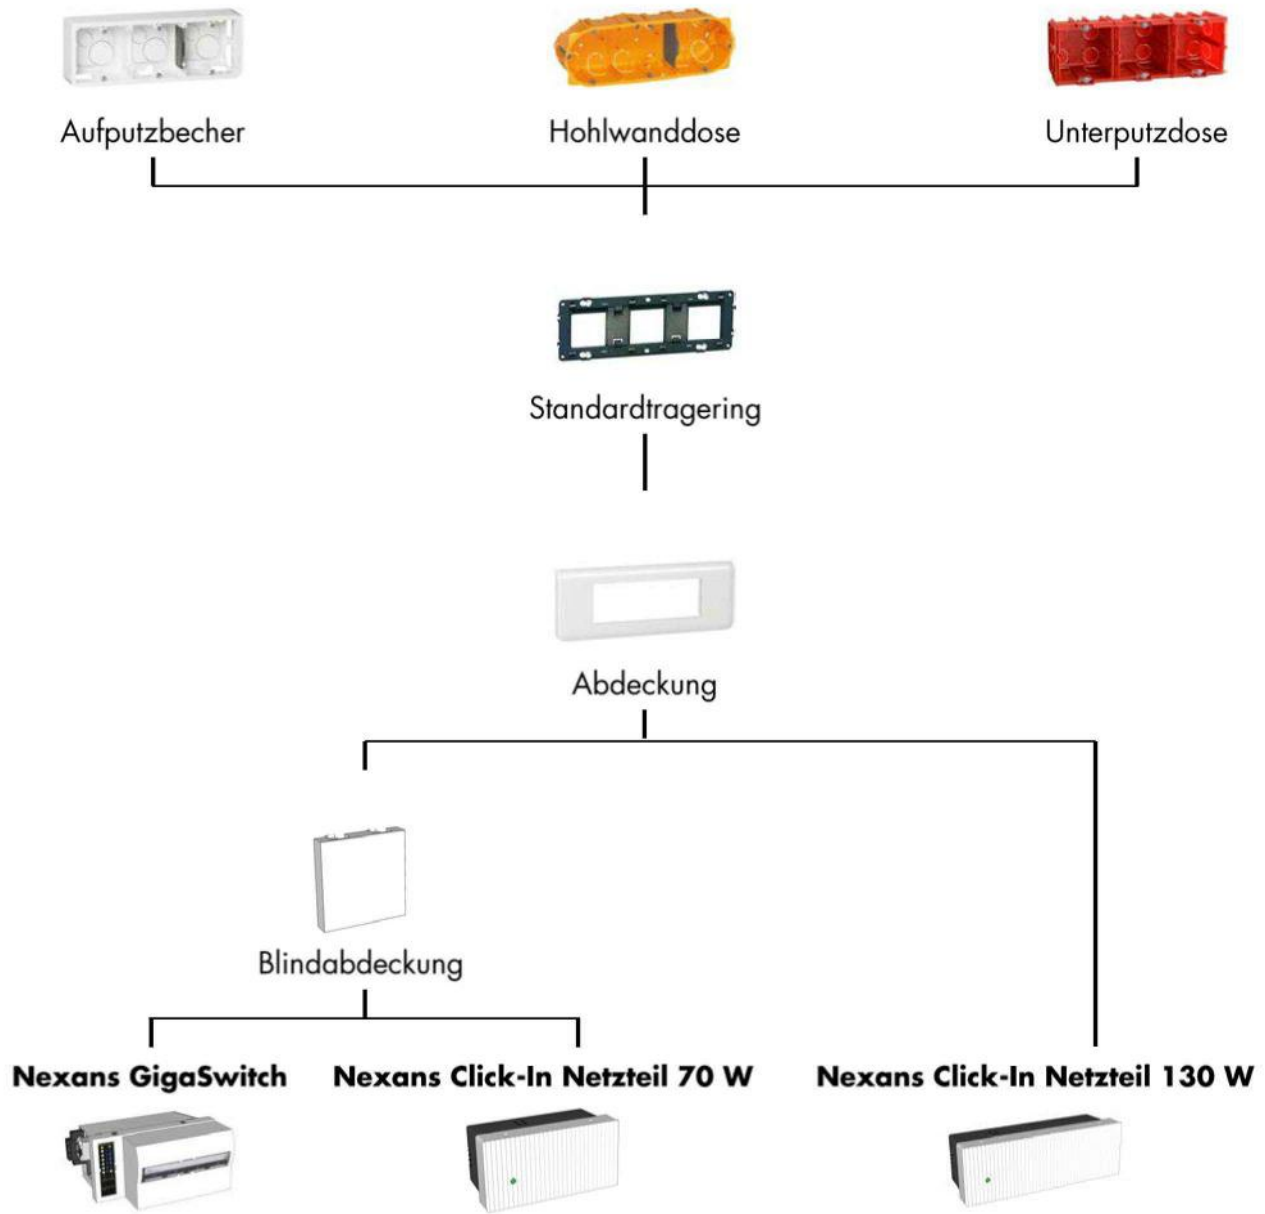 Aufputzbecher
Hohlwanddose
Unterputzdose
Standardtragering
Abdeckung
Blindabdeckung
Nexans GigaSwitch
Nexans Click-In Netzteil 70 W
Nexans Click-In Netzteil 130 W